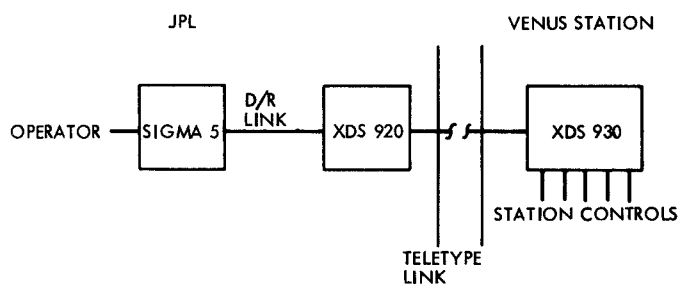 JPL
VENUS STATION
OPERATOR
SIGMA 5
D/R
LINK
XDS 920
XDS 930
STATION CONTROLS
TELETYPE
LINK